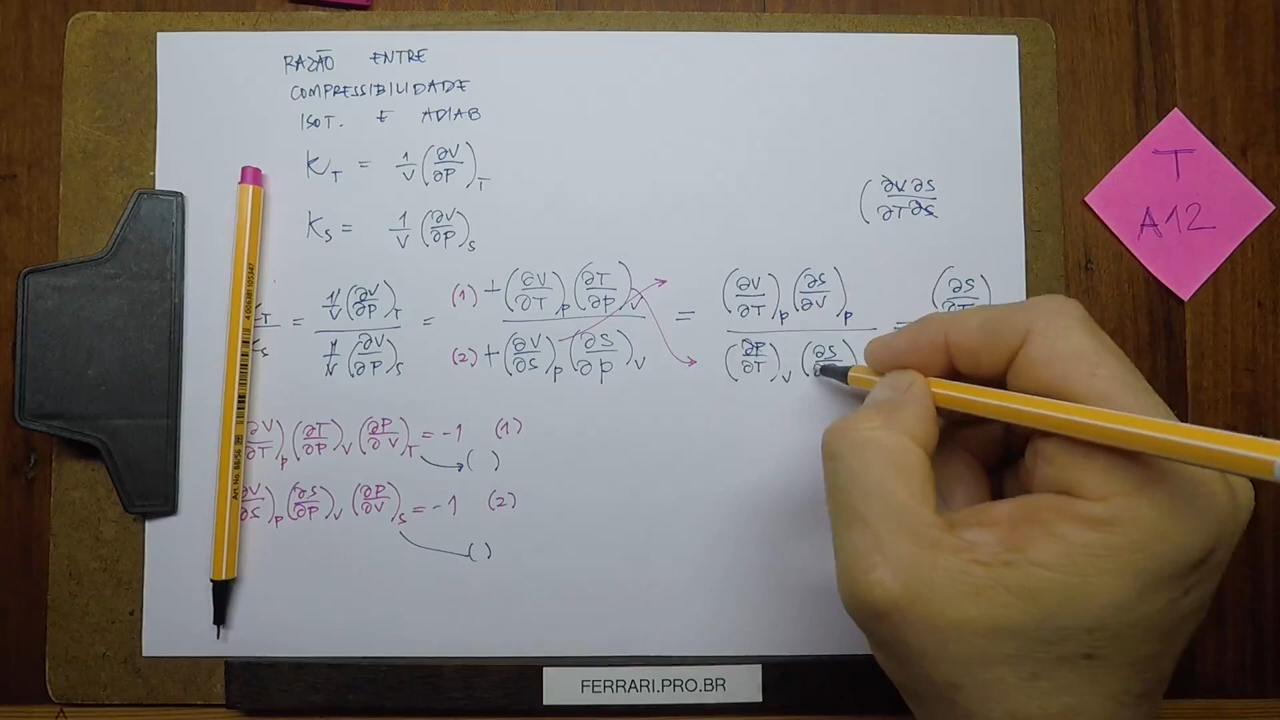 RAZÃO ENTRE
COMPRESSIBILIDADE
ISOT. E ADIAB
K_T = 1/V (∂V/∂P)_T
K_S = 1/V (∂V/∂P)_S
(∂V ∂S / ∂T ∂S
= 1/V (∂V/∂P)_T / 1/V (∂V/∂P)_S = (1) + (∂V/∂T)_P (∂T/∂P)_V / (2) + (∂V/∂S)_P (∂S/∂P)_V = (∂V/∂T)_P (∂S/∂V)_P / (∂P/∂T)_V (∂S/ = (∂S/∂T)
∂V/∂T)_P (∂T/∂P)_V (∂P/∂V)_T = -1 (1)
( )
∂V/∂S)_P (∂S/∂P)_V (∂P/∂V)_S = -1 (2)
( )
T
A12
FERRARI.PRO.BR